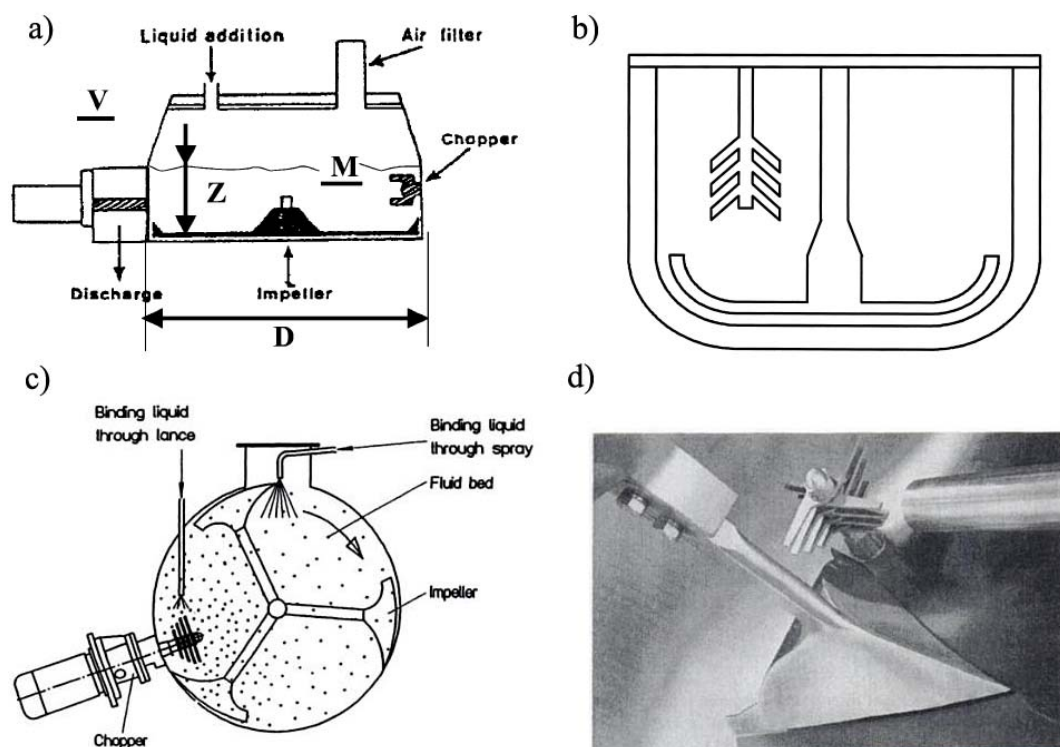 a)
Liquid addition
Air filter
V
Chopper
M
Z
Discharge
Impeller
D
b)
c)
Binding liquid
through lance
Binding liquid
through spray
Fluid bed
Impeller
Chopper
d)